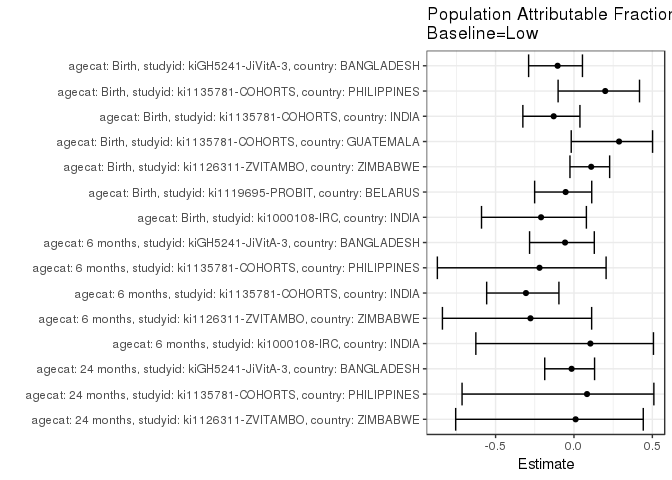 Population Attributable Fraction
Baseline=Low
agecat: Birth, studyid: kiGH5241-JiVitA-3, country: BANGLADESH
agecat: Birth, studyid: ki1135781-COHORTS, country: PHILIPPINES
agecat: Birth, studyid: ki1135781-COHORTS, country: INDIA
agecat: Birth, studyid: ki1135781-COHORTS, country: GUATEMALA
agecat: Birth, studyid: ki1126311-ZVITAMBO, country: ZIMBABWE
agecat: Birth, studyid: ki1119695-PROBIT, country: BELARUS
agecat: Birth, studyid: ki1000108-IRC, country: INDIA
agecat: 6 months, studyid: kiGH5241-JiVitA-3, country: BANGLADESH
agecat: 6 months, studyid: ki1135781-COHORTS, country: PHILIPPINES
agecat: 6 months, studyid: ki1135781-COHORTS, country: INDIA
agecat: 6 months, studyid: ki1126311-ZVITAMBO, country: ZIMBABWE
agecat: 6 months, studyid: ki1000108-IRC, country: INDIA
agecat: 24 months, studyid: kiGH5241-JiVitA-3, country: BANGLADESH
agecat: 24 months, studyid: ki1135781-COHORTS, country: PHILIPPINES
agecat: 24 months, studyid: ki1126311-ZVITAMBO, country: ZIMBABWE
-0.5 0.0 0.5
Estimate